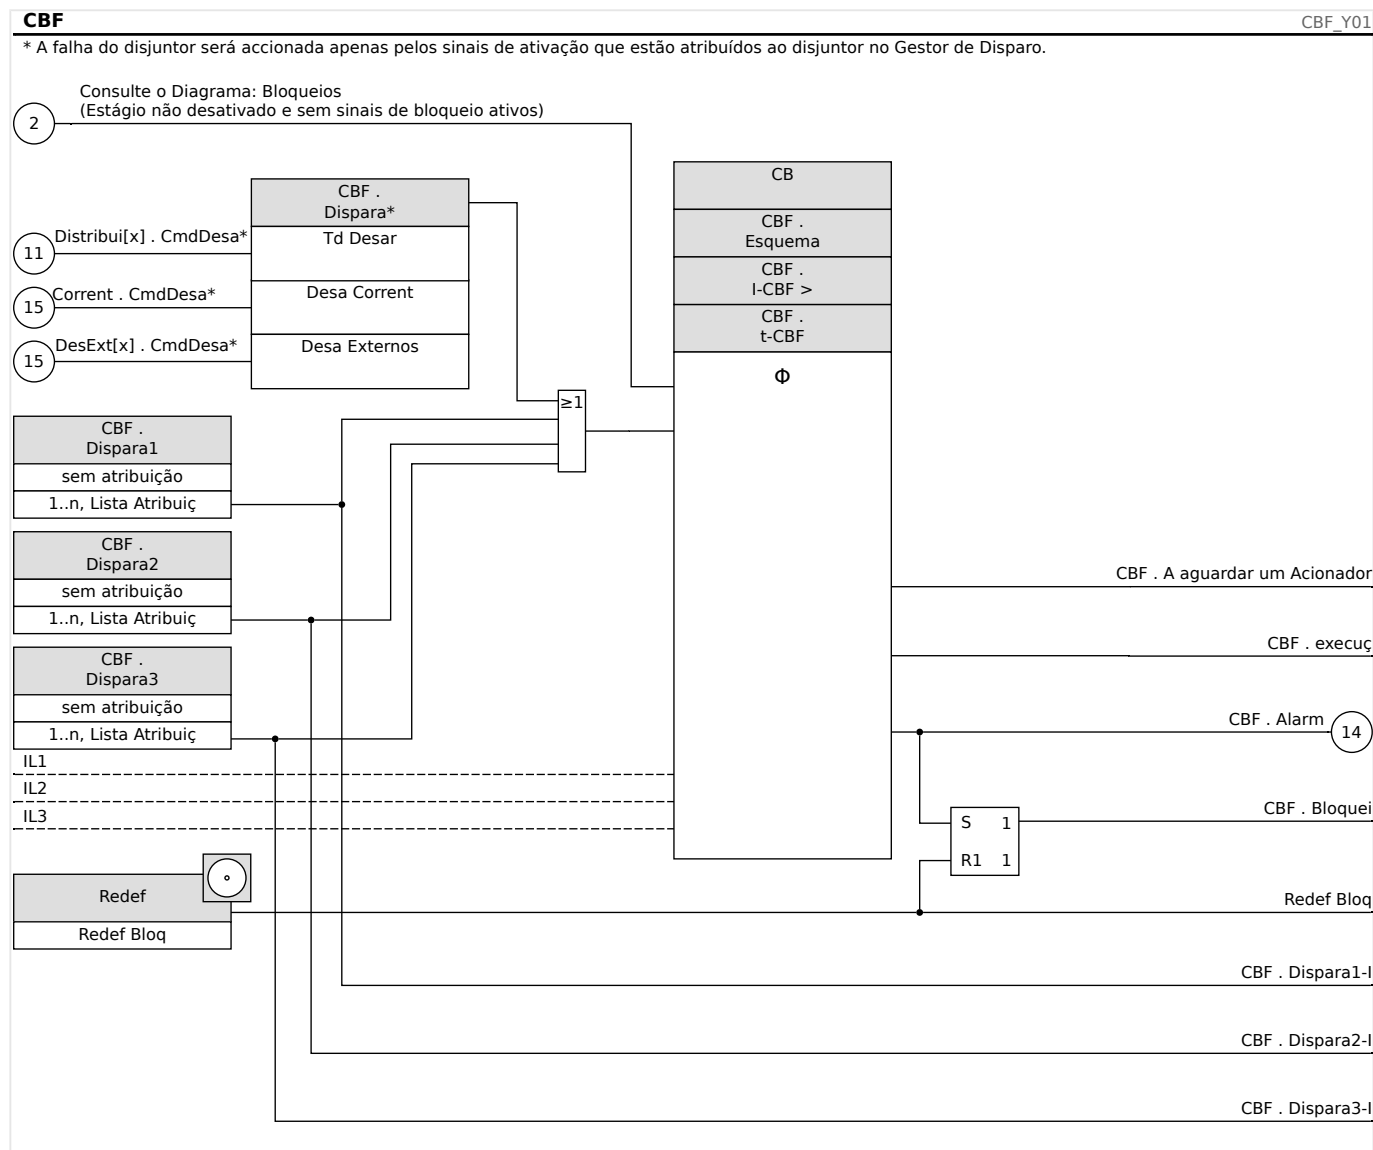 CBF
CBF_Y01
* A falha do disjuntor será accionada apenas pelos sinais de ativação que estão atribuídos ao disjuntor no Gestor de Disparo.
Consulte o Diagrama: Bloqueios
(Estágio não desativado e sem sinais de bloqueio ativos)
2
CB
CBF .
Dispara*
CBF .
Esquema
Distribui[x] . CmdDesa*
11
Td Desar
CBF .
I-CBF >
Corrent . CmdDesa*
15
Desa Corrent
CBF .
t-CBF
DesExt[x] . CmdDesa*
15
Desa Externos
Φ
≥1
CBF .
Dispara1
sem atribuição
1..n, Lista Atribuiç
CBF .
Dispara2
sem atribuição
1..n, Lista Atribuiç
CBF . A aguardar um Acionador
CBF .
Dispara3
sem atribuição
1..n, Lista Atribuiç
CBF . execuç
CBF . Alarm
14
IL1
IL2
IL3
CBF . Bloquei
S 1
R1 1
Redef
Redef Bloq
Redef Bloq
CBF . Dispara1-I
CBF . Dispara2-I
CBF . Dispara3-I